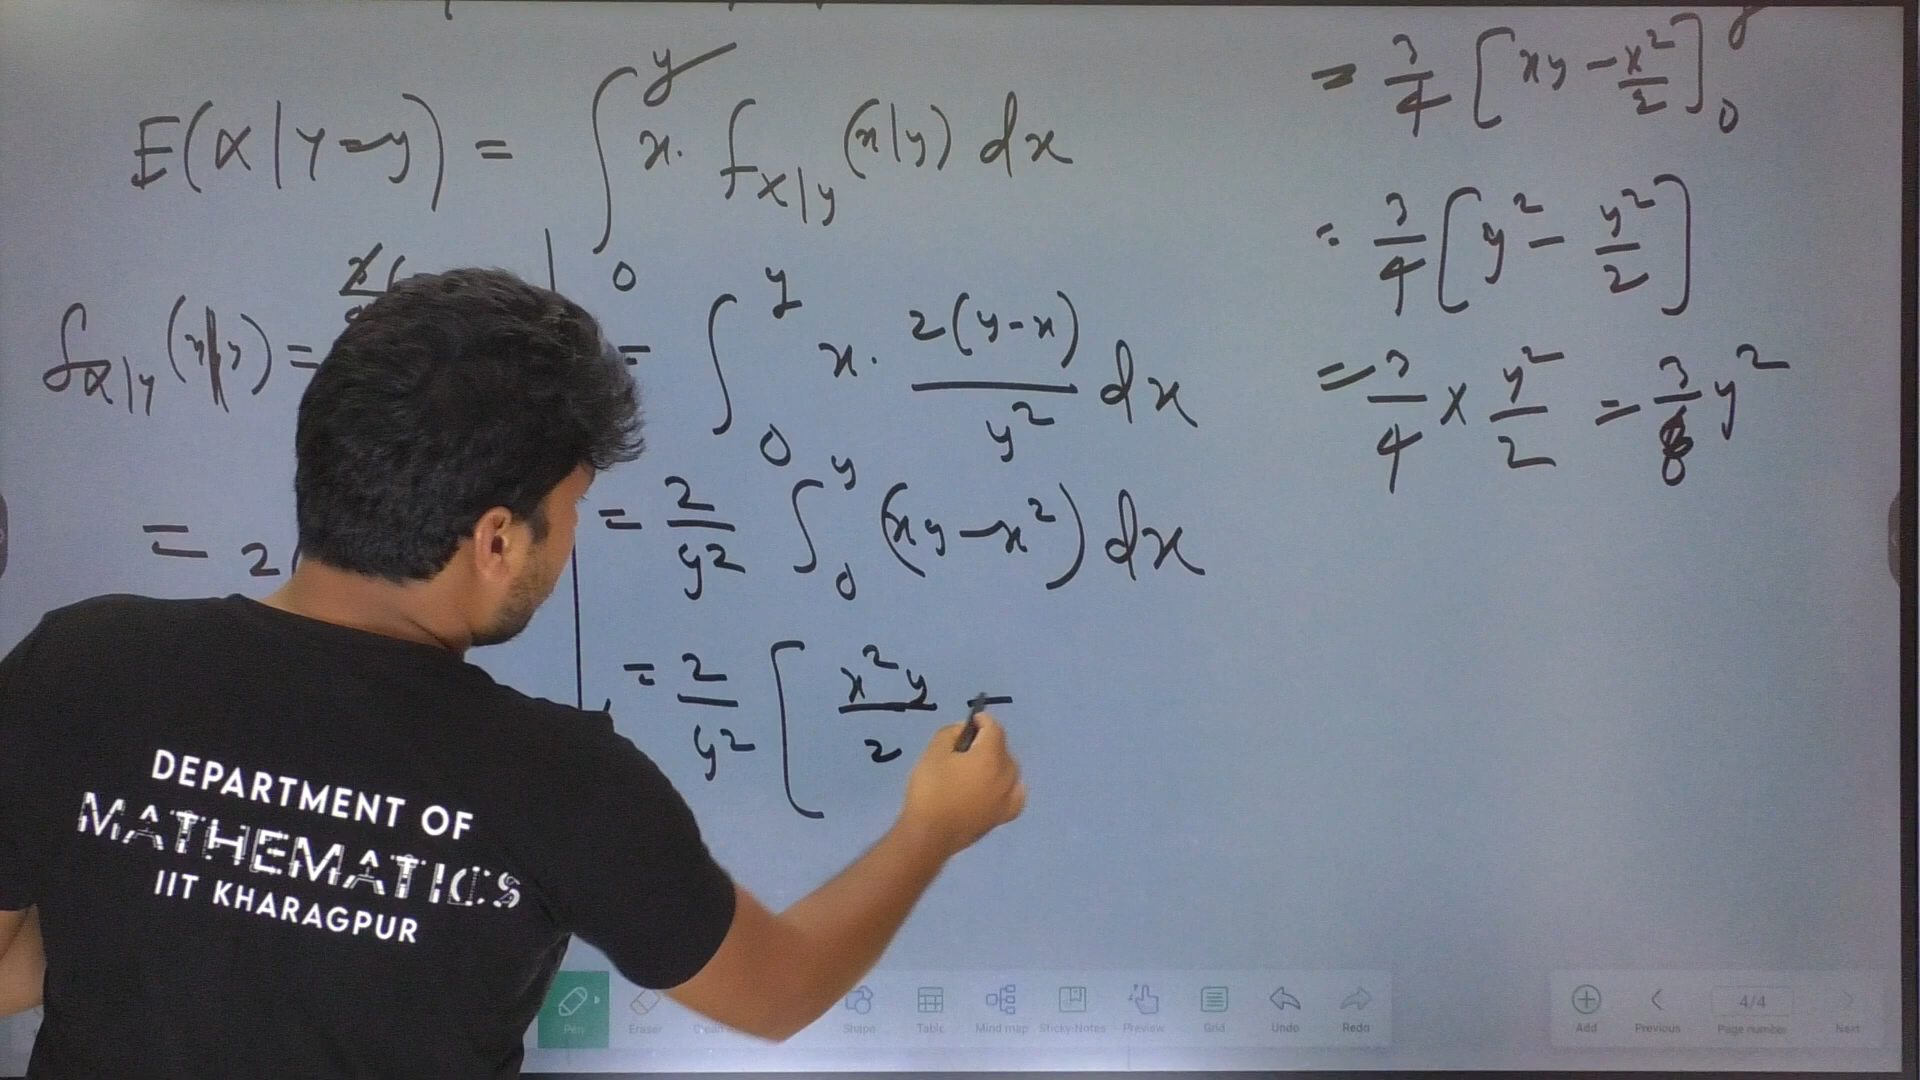 E(X|Y=y) = ∫₀^y x. f_{X|Y}(x|y) dx
f_{X|Y}(x|y) =
= ∫₀^y x. 2(y-x)/y² dx
= 2
= 2/y² ∫₀^y (xy-x²) dx
= 2/y² [ x²y/2 -
= 3/4 [xy - x²/2]₀^y
= 3/4 [y² - y²/2]
= 3/4 × y²/2 = 3/8 y²
DEPARTMENT OF
MATHEMATICS
IIT KHARAGPUR
Pen Eraser Shape Table Mind map Sticky-Notes Preview Grid Undo Redo
Add Previous 4/4 Page number Next